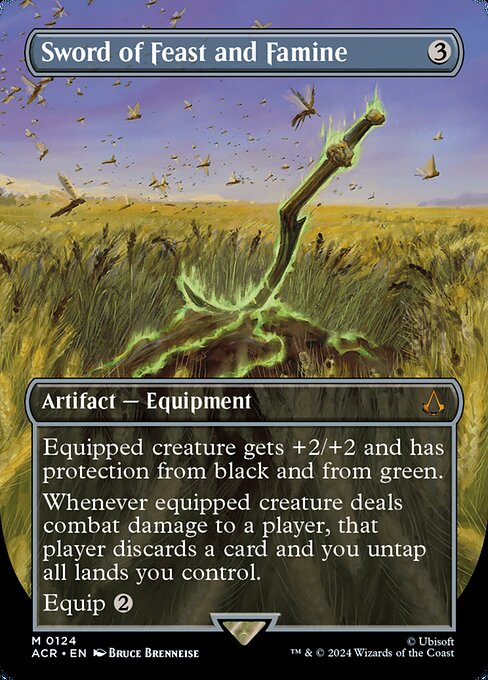 Sword of Feast and Famine 3
Artifact — Equipment
Equipped creature gets +2/+2 and has
protection from black and from green.
Whenever equipped creature deals
combat damage to a player, that
player discards a card and you untap
all lands you control.
Equip 2
M 0124
ACR • EN Bruce Brenneise
© Ubisoft
™ & © 2024 Wizards of the Coast